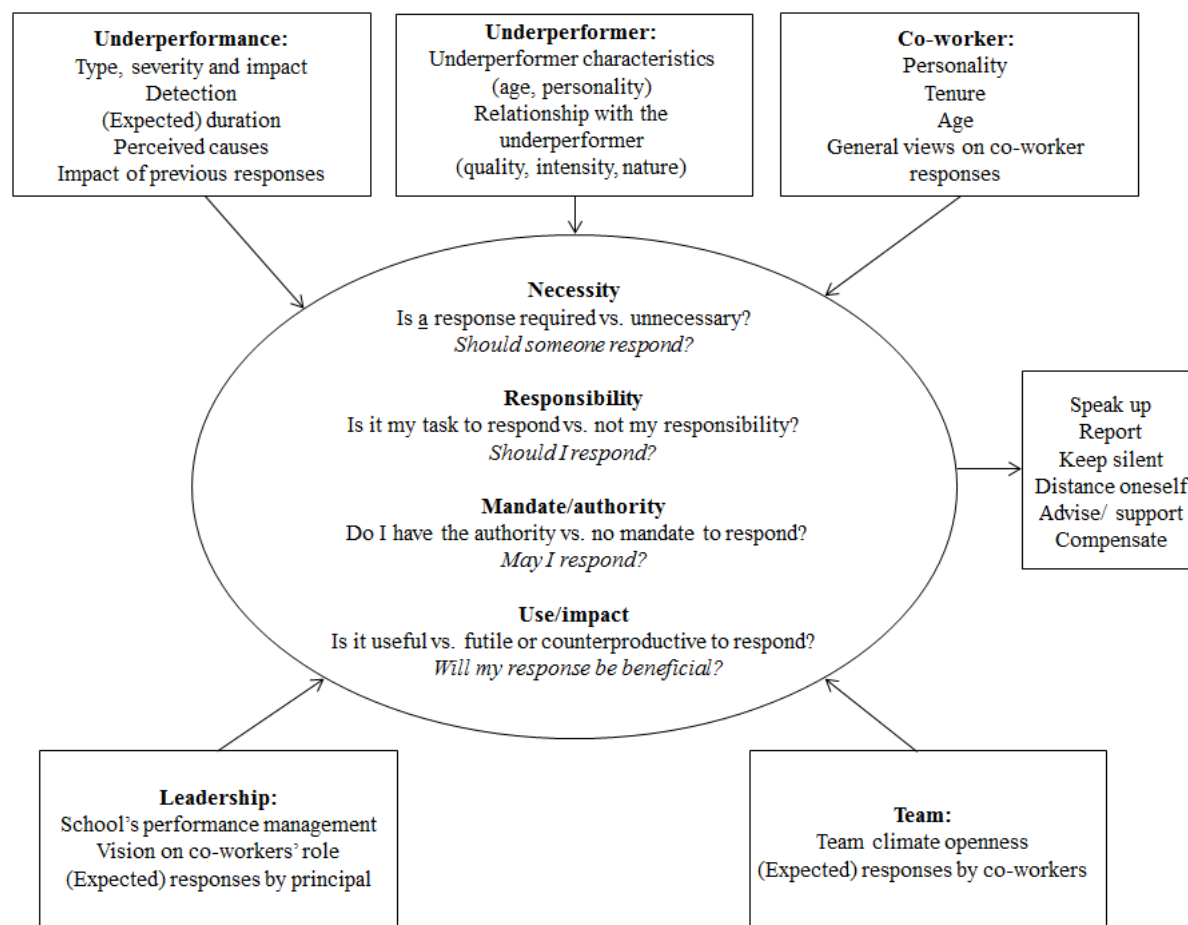 Underperformance:
Type, severity and impact
Detection
(Expected) duration
Perceived causes
Impact of previous responses
Underperformer:
Underperformer characteristics
(age, personality)
Relationship with the
underperformer
(quality, intensity, nature)
Co-worker:
Personality
Tenure
Age
General views on co-worker
responses
Necessity
Is a response required vs. unnecessary?
Should someone respond?
Responsibility
Is it my task to respond vs. not my responsibility?
Should I respond?
Mandate/authority
Do I have the authority vs. no mandate to respond?
May I respond?
Use/impact
Is it useful vs. futile or counterproductive to respond?
Will my response be beneficial?
Speak up
Report
Keep silent
Distance oneself
Advise/ support
Compensate
Leadership:
School's performance management
Vision on co-workers' role
(Expected) responses by principal
Team:
Team climate openness
(Expected) responses by co-workers